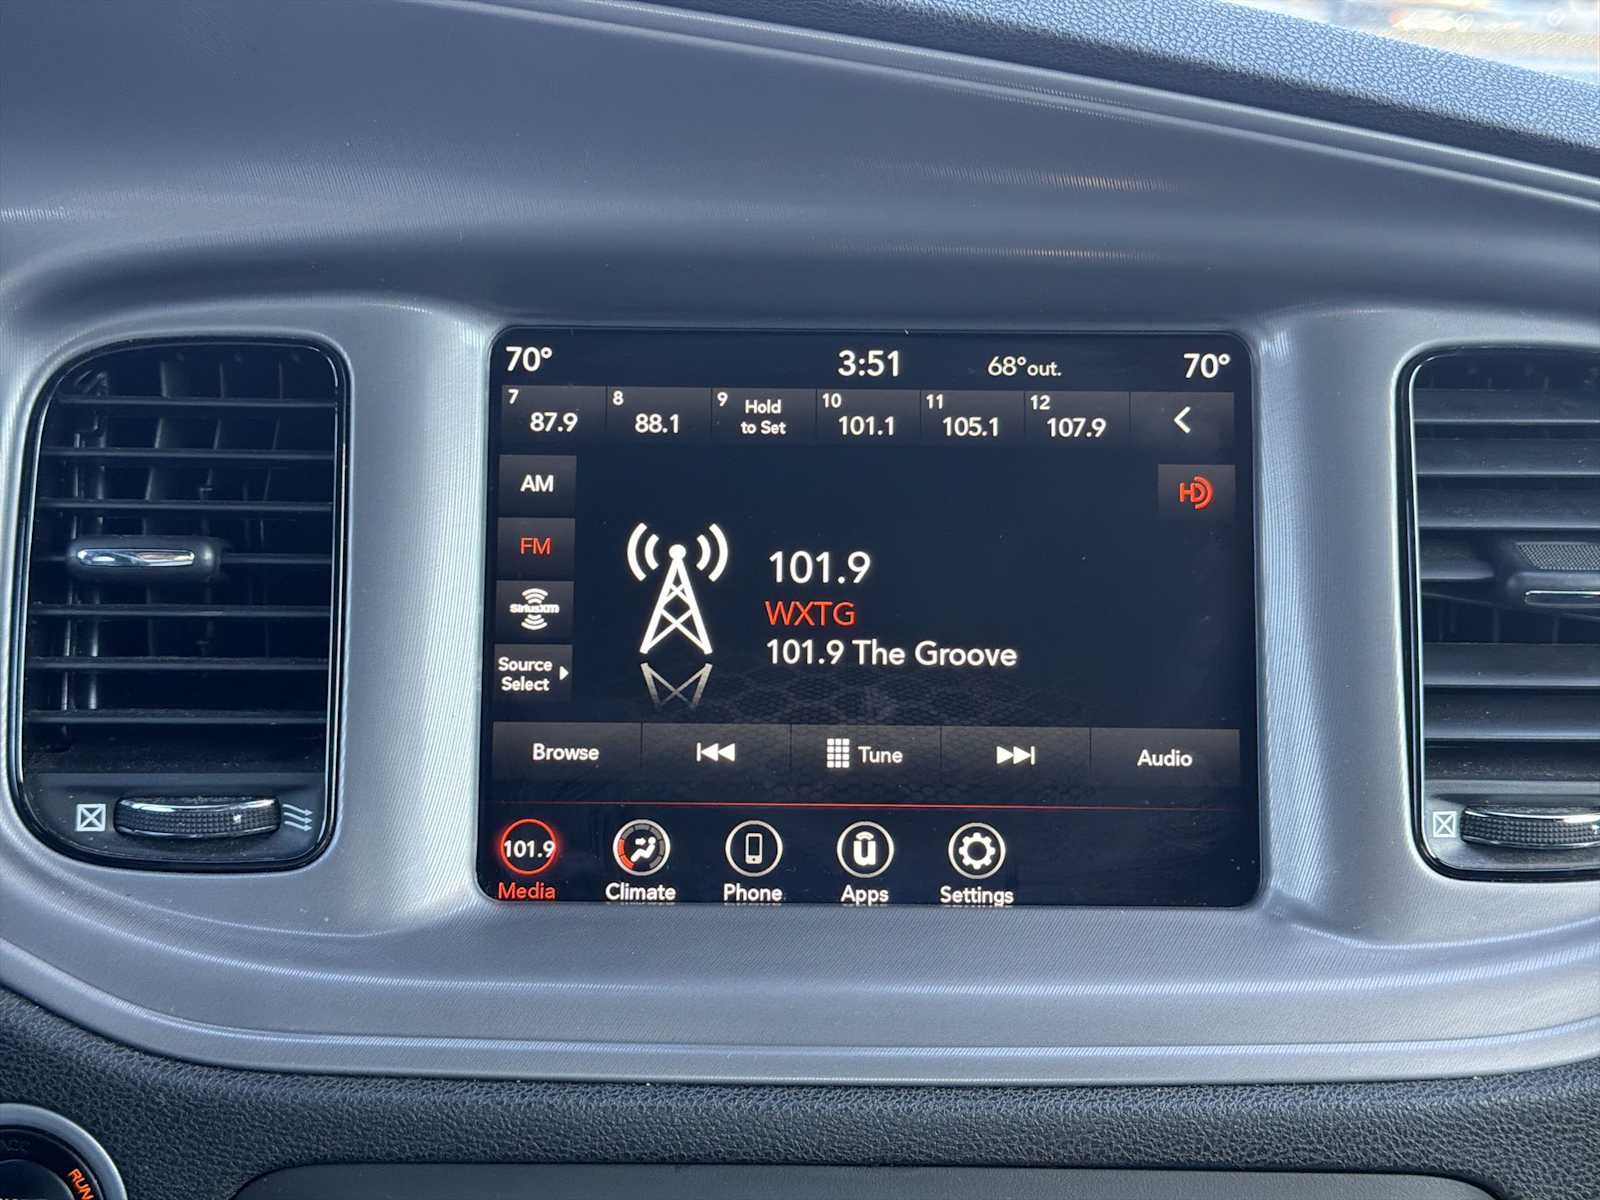 70° 3:51 68°out. 70°
7 8 9 Hold 10 11 12
87.9 88.1 to Set 101.1 105.1 107.9
AM
HD
FM
101.9
SiriusXM
WXTG
101.9 The Groove
Source
Select
Browse Tune Audio
101.9
Media Climate Phone Apps Settings
RUN